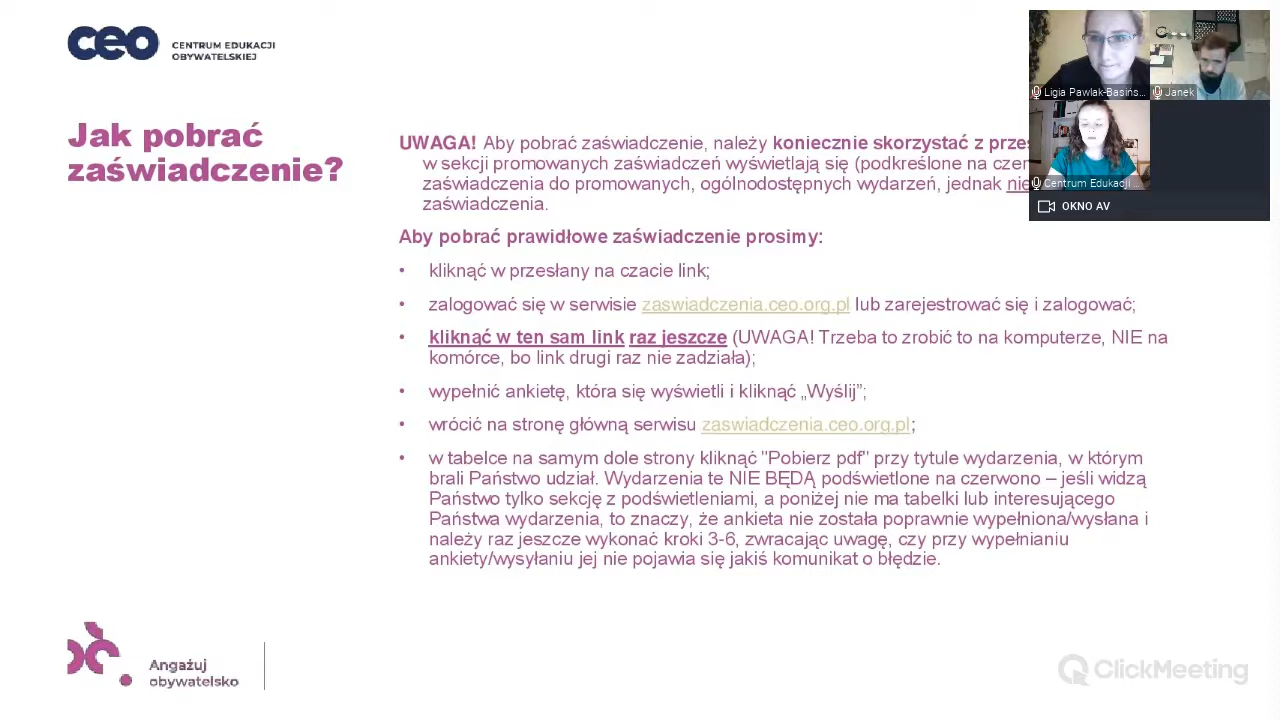 ceo CENTRUM EDUKACJI
OBYWATELSKIEJ
Jak pobrać
zaświadczenie?
UWAGA! Aby pobrać zaświadczenie, należy koniecznie skorzystać z
w sekcji promowanych zaświadczeń wyświetlają się (podkreślone na
zaświadczenia do promowanych, ogólnodostępnych wydarzeń, jednak
zaświadczenia.
Aby pobrać prawidłowe zaświadczenie prosimy:
• kliknąć w przesłany na czacie link;
• zalogować się w serwisie zaswiadczenia.ceo.org.pl lub zarejestrować się i zalogować;
• kliknąć w ten sam link raz jeszcze (UWAGA! Trzeba to zrobić to na komputerze, NIE na
komórce, bo link drugi raz nie zadziała);
• wypełnić ankietę, która się wyświetli i kliknąć „Wyślij”;
• wrócić na stronę główną serwisu zaswiadczenia.ceo.org.pl;
• w tabelce na samym dole strony kliknąć "Pobierz pdf" przy tytule wydarzenia, w którym
brali Państwo udział. Wydarzenia te NIE BĘDĄ podświetlone na czerwono – jeśli widzą
Państwo tylko sekcję z podświetleniami, a poniżej nie ma tabelki lub interesującego
Państwa wydarzenia, to znaczy, że ankieta nie została poprawnie wypełniona/wysłana i
należy raz jeszcze wykonać kroki 3-6, zwracając uwagę, czy przy wypełnianiu
ankiety/wysyłaniu jej nie pojawia się jakiś komunikat o błędzie.
Ligia Pawlak-Basińs...
Janek
Centrum Edukacji ...
OKNO AV
Angażuj
obywatelsko
ClickMeeting